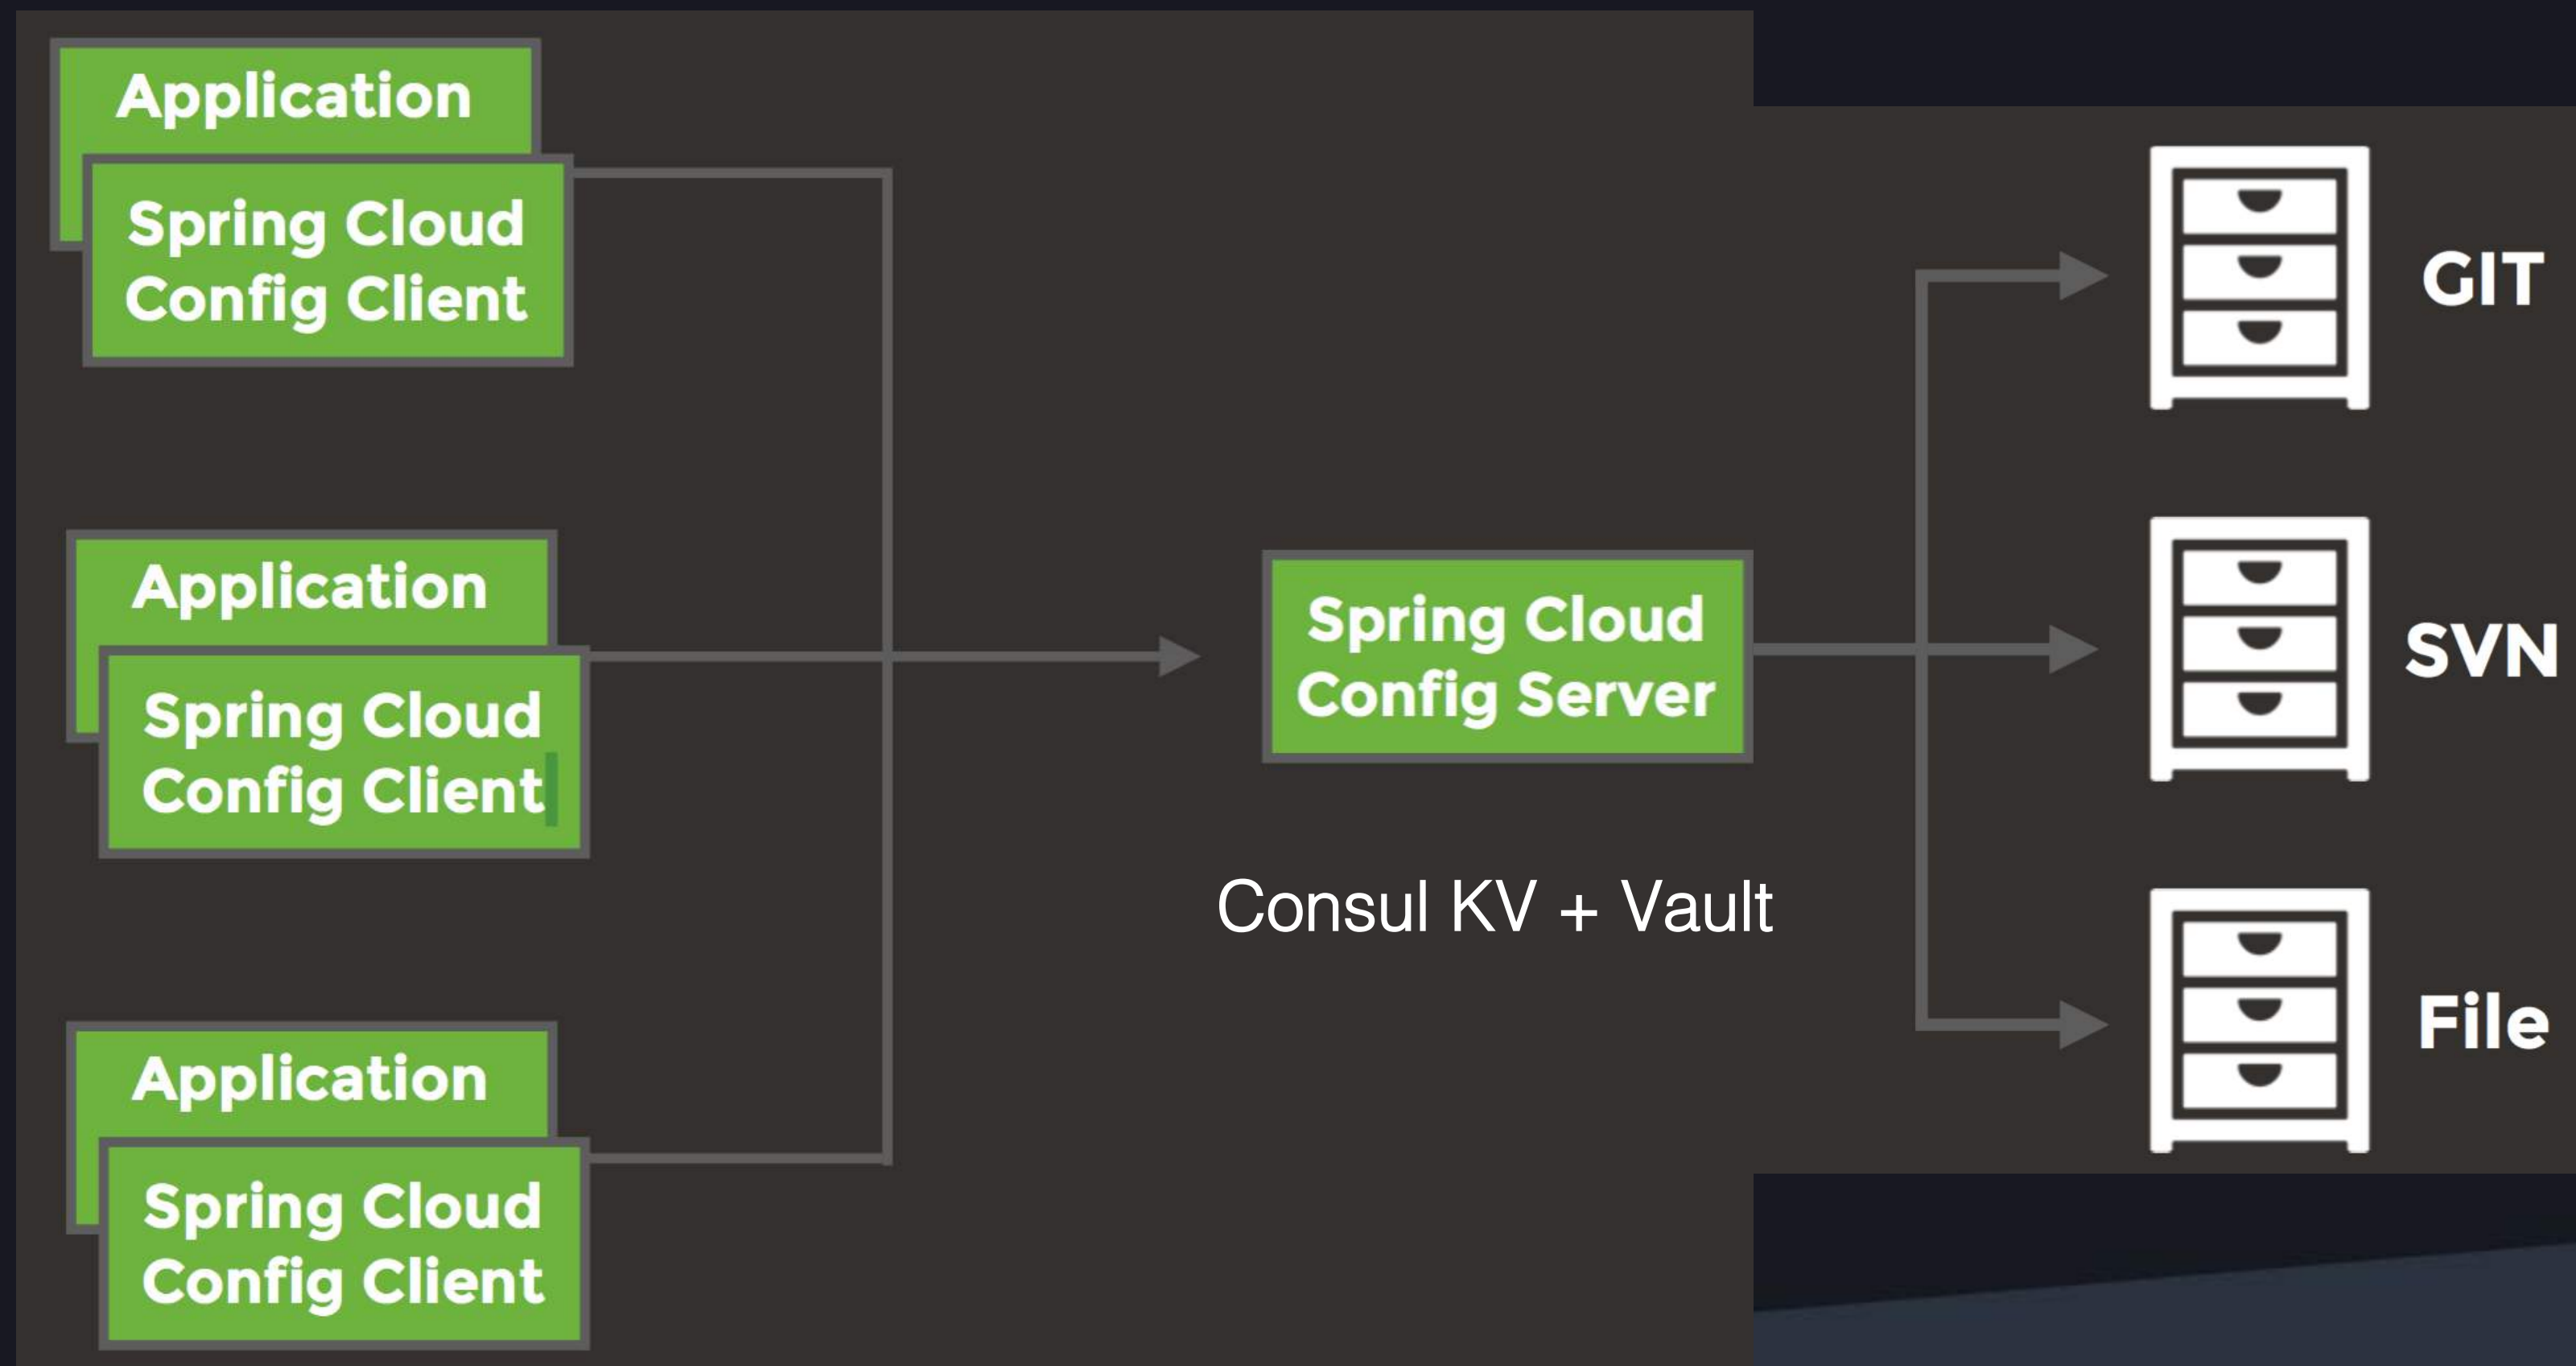 Application
Spring Cloud
Config Client
Application
Spring Cloud
Config Client
Application
Spring Cloud
Config Client
Spring Cloud
Config Server
Consul KV + Vault
GIT
SVN
File